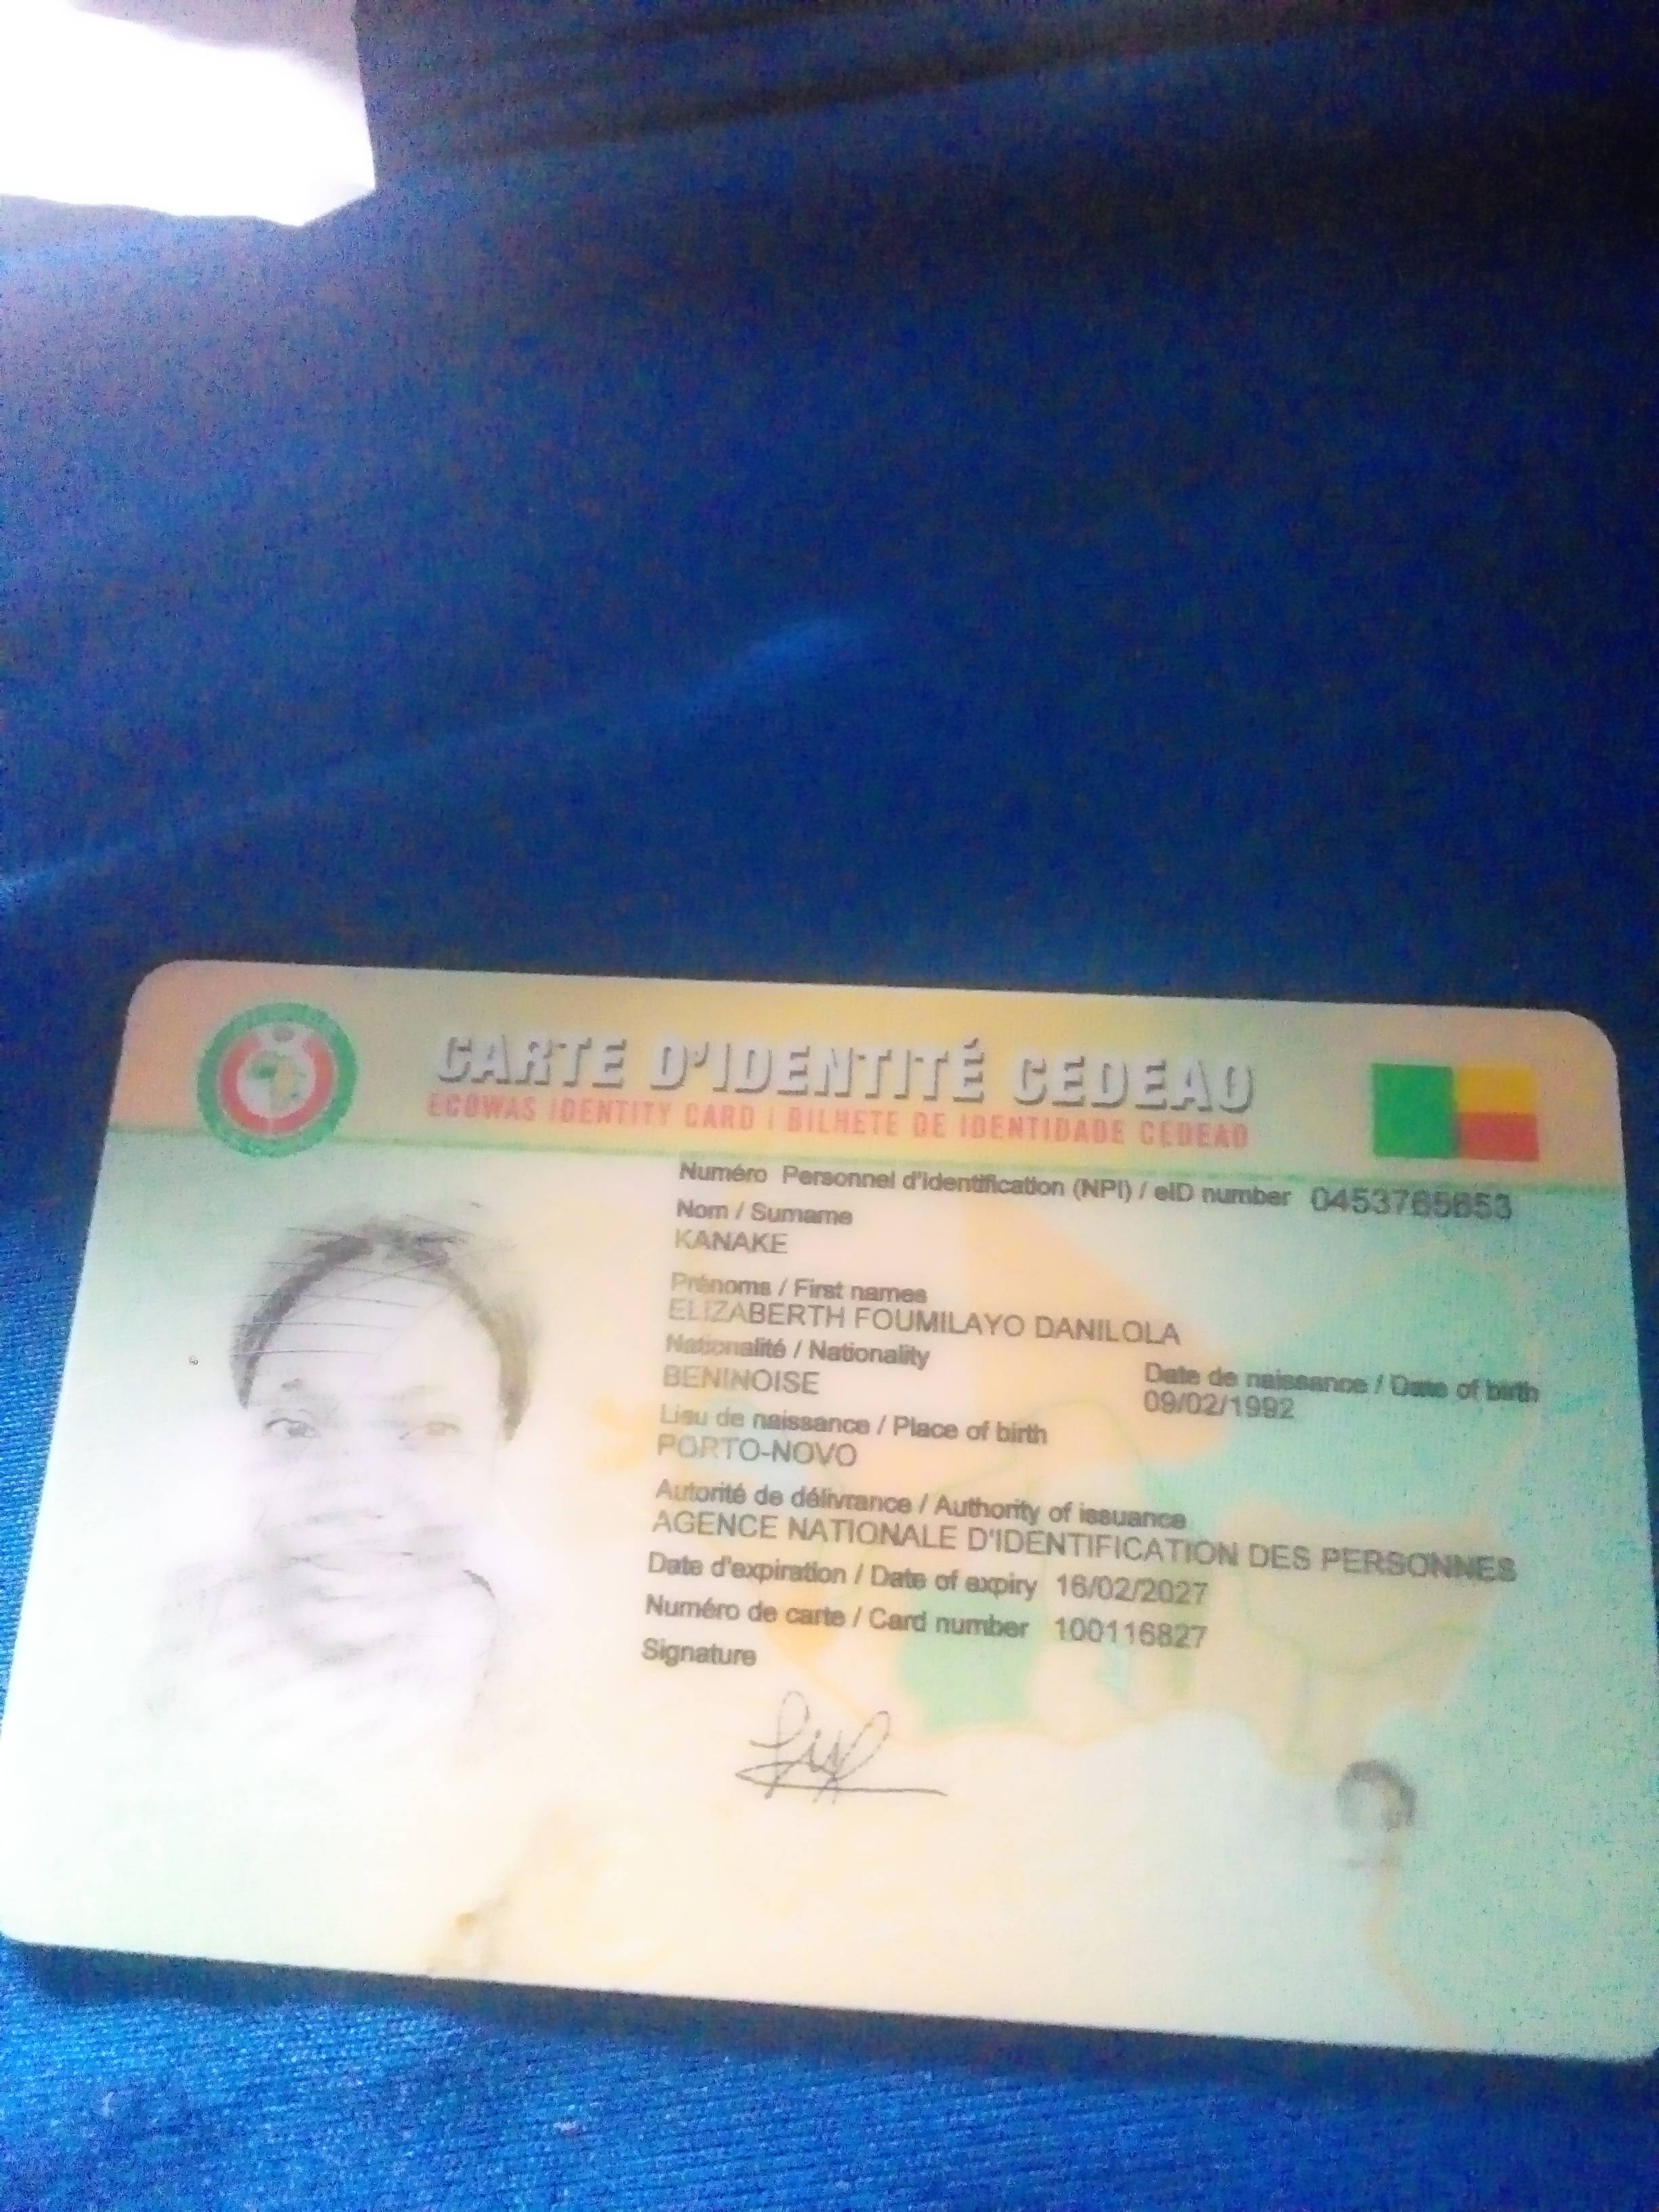 CARTE D'IDENTITÉ CEDEAO
ECOWAS IDENTITY CARD / BILHETE DE IDENTIDADE CEDEAO
Numéro Personnel d'identification (NPI) / eID number 0453765653
Nom / Surname
KANAKE
Prénoms / First names
ELIZABERTH FOUMILAYO DANILOLA
Nationalité / Nationality
BENINOISE
Date de naissance / Date of birth
09/02/1992
Lieu de naissance / Place of birth
PORTO-NOVO
Autorité de délivrance / Authority of issuance
AGENCE NATIONALE D'IDENTIFICATION DES PERSONNES
Date d'expiration / Date of expiry 16/02/2027
Numéro de carte / Card number 100116827
Signature